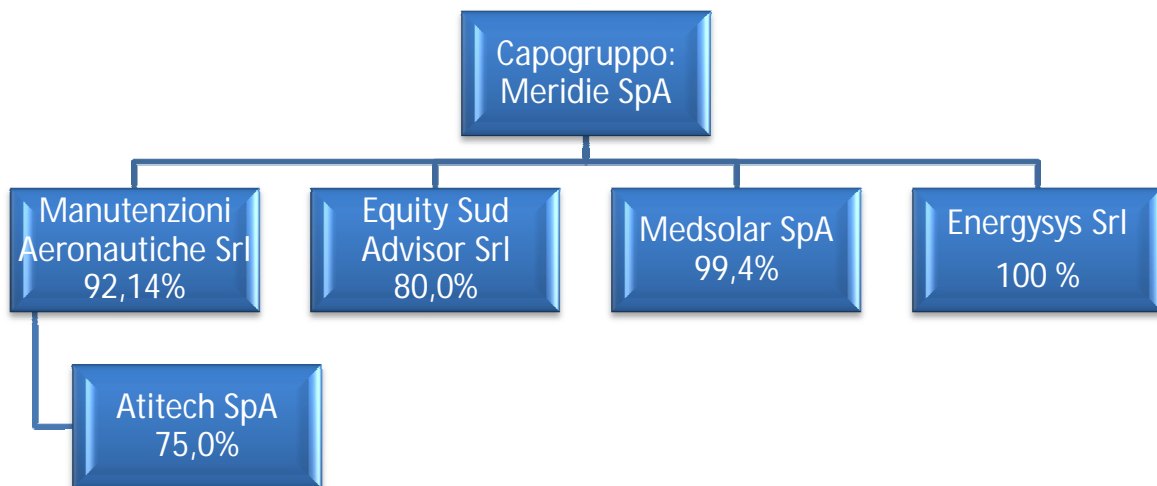 Capogruppo:
Meridie SpA
Manutenzioni
Aeronautiche Srl
92,14%
Equity Sud
Advisor Srl
80,0%
Medsolar SpA
99,4%
Energysys Srl
100 %
Atitech SpA
75,0%